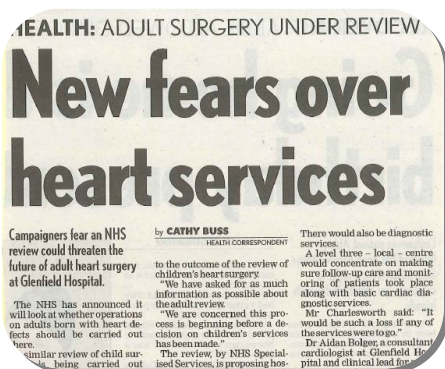 HEALTH: ADULT SURGERY UNDER REVIEW
New fears over
heart services
Campaigners fear an NHS
review could threaten the
future of adult heart surgery
at Glenfield Hospital.
The NHS has announced it
will look at whether operations
on adults born with heart de-
fects should be carried out
here.
similar review of child sur-
being carried out
by CATHY BUSS
HEALTH CORRESPONDENT
to the outcome of the review of
children's heart surgery.
"We have asked for as much
information as possible about
the adult review.
"We are concerned this pro-
cess is beginning before a de-
cision on children's services
has been made."
The review, by NHS Special-
ised Services, is proposing hos-
There would also be diagnostic
services.
A level three - local - centre
would concentrate on making
sure follow-up care and monit-
oring of patients took place
along with basic cardiac dia-
gnostic services.
Mr Charlesworth said: "It
would be such a loss if any of
the services were to go."
Dr Aidan Bolger, a consultant
cardiologist at Glenfield Hos
pital and clinical lead for